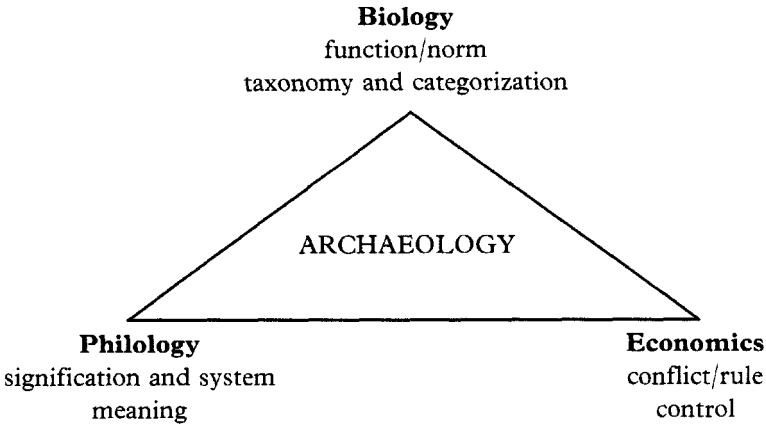 Biology
function/norm
taxonomy and categorization
ARCHAEOLOGY
Philology
signification and system
meaning
Economics
conflict/rule
control